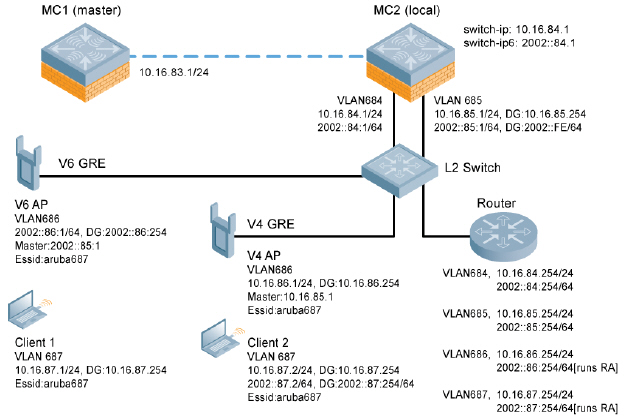 MC1 (master)
MC2 (local)
switch-ip: 10.16.84.1
switch-ip6: 2002::84.1
10.16.83.1/24
VLAN684
10.16.84.1/24
2002::84:1/64
VLAN 685
10.16.85.1/24, DG:10.16.85.254
2002::85:1/64, DG:2002::FE/64
V6 GRE
L2 Switch
V6 AP
VLAN686
2002::86:1/64, DG:2002::86:254
Master:2002::85:1
Essid:aruba687
V4 GRE
Router
V4 AP
VLAN686
10.16.86.1/24, DG:10.16.86.254
Master:10.16.85.1
Essid:aruba687
VLAN684, 10.16.84.254/24
2002::84:254/64
VLAN685, 10.16.85.254/24
2002::85:254/64
VLAN686, 10.16.86.254/24
2002::86:254/64[runs RA]
VLAN687, 10.16.87.254/24
2002::87:254/64[runs RA]
Client 1
VLAN 687
10.16.87.1/24, DG:10.16.87.254
Essid:aruba687
Client 2
VLAN 687
10.16.87.2/24, DG:10.16.87.254
2002::87.2/64, DG:2002::87:254/64
Essid:aruba687